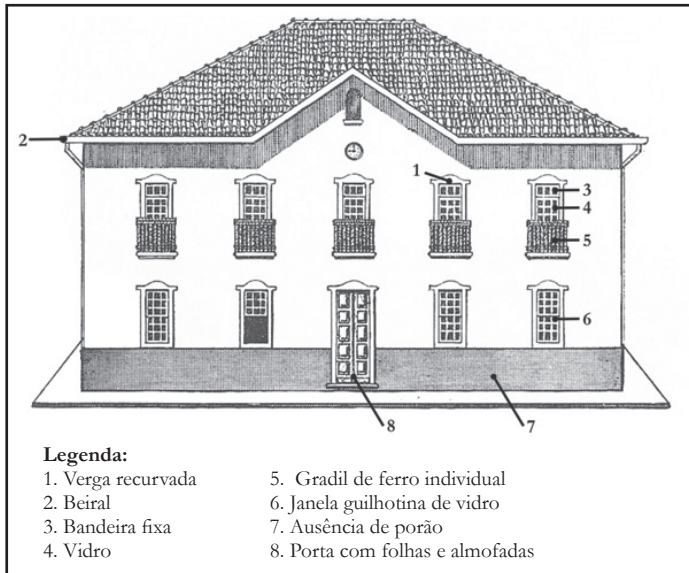 2
1
3
4
5
6
8
7
Legenda:
1. Verga recurvada
2. Beiral
3. Bandeira fixa
4. Vidro
5. Gradil de ferro individual
6. Janela guilhotina de vidro
7. Ausência de porão
8. Porta com folhas e almofadas